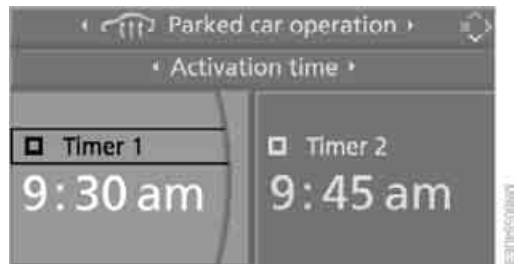 Parked car operation
Activation time
Timer 1
9:30 am
Timer 2
9:45 am